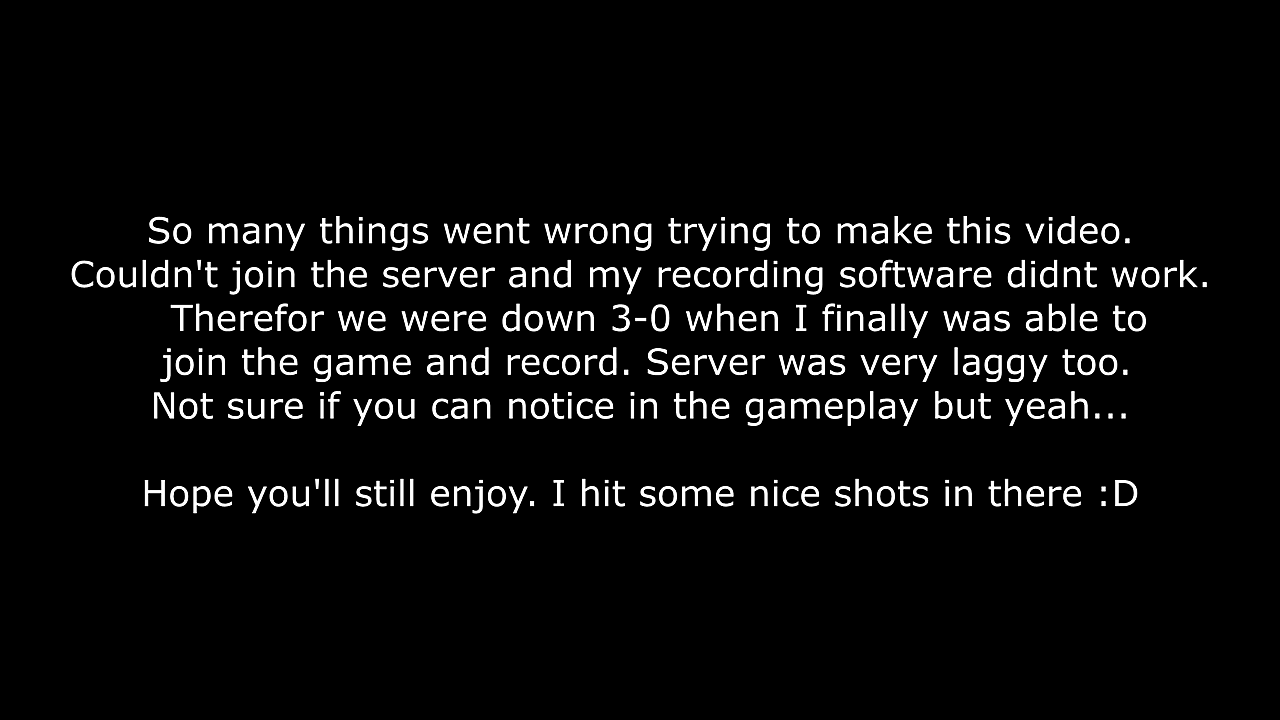 So many things went wrong trying to make this video.
Couldn't join the server and my recording software didnt work.
Therefor we were down 3-0 when I finally was able to
join the game and record. Server was very laggy too.
Not sure if you can notice in the gameplay but yeah...
Hope you'll still enjoy. I hit some nice shots in there :D